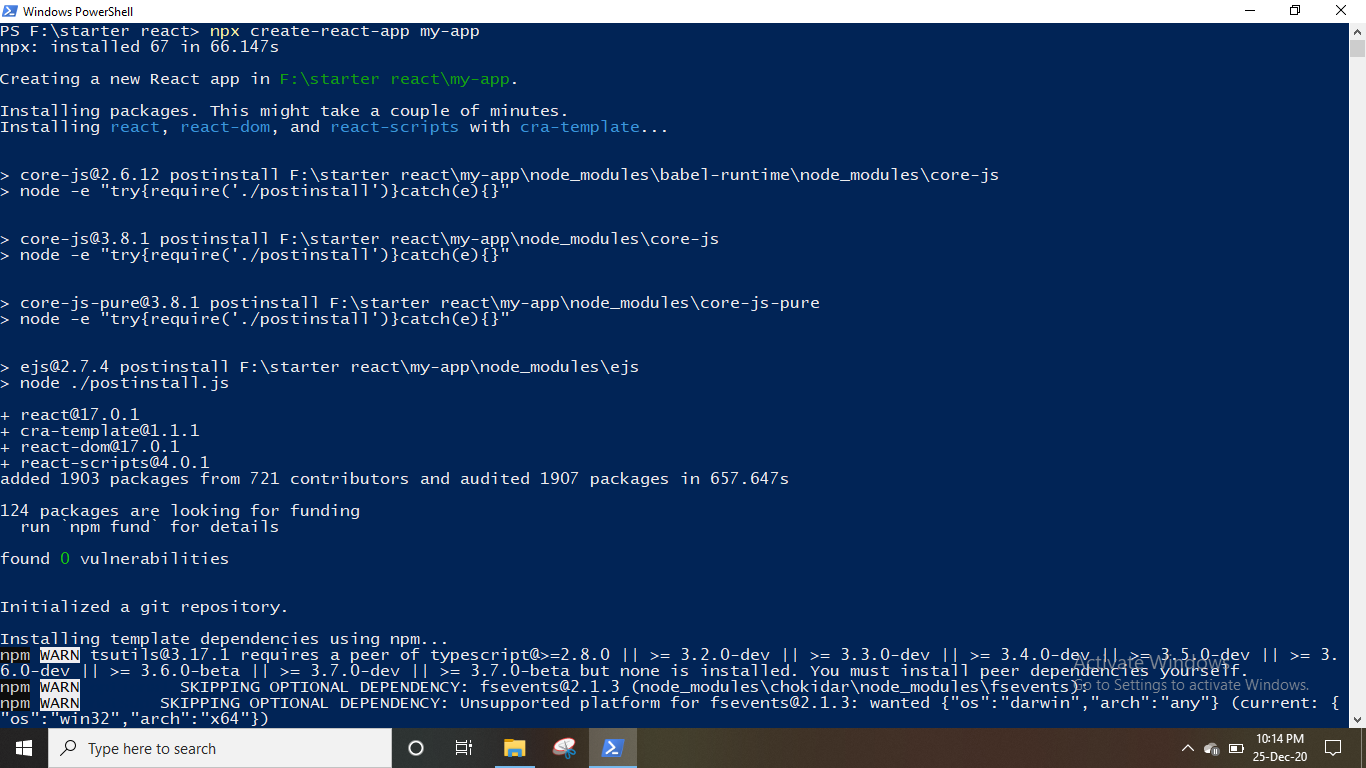 Windows PowerShell
PS F:\starter react> npx create-react-app my-app
npx: installed 67 in 66.147s
Creating a new React app in F:\starter react\my-app.
Installing packages. This might take a couple of minutes.
Installing react, react-dom, and react-scripts with cra-template...
> core-js@2.6.12 postinstall F:\starter react\my-app\node_modules\babel-runtime\node_modules\core-js
> node -e "try{require('./postinstall')}catch(e){}"
> core-js@3.8.1 postinstall F:\starter react\my-app\node_modules\core-js
> node -e "try{require('./postinstall')}catch(e){}"
> core-js-pure@3.8.1 postinstall F:\starter react\my-app\node_modules\core-js-pure
> node -e "try{require('./postinstall')}catch(e){}"
> ejs@2.7.4 postinstall F:\starter react\my-app\node_modules\ejs
> node ./postinstall.js
+ react@17.0.1
+ cra-template@1.1.1
+ react-dom@17.0.1
+ react-scripts@4.0.1
added 1903 packages from 721 contributors and audited 1907 packages in 657.647s
124 packages are looking for funding
  run `npm fund` for details
found 0 vulnerabilities
Initialized a git repository.
Installing template dependencies using npm...
npm WARN tsutils@3.17.1 requires a peer of typescript@>=2.8.0 || >= 3.2.0-dev || >= 3.3.0-dev || >= 3.4.0-dev || >= 3.5.0-dev || >= 3.
6.0-dev || >= 3.6.0-beta || >= 3.7.0-dev || >= 3.7.0-beta but none is installed. You must install peer dependencies yourself.
Activate Windows
npm WARN          SKIPPING OPTIONAL DEPENDENCY: fsevents@2.1.3 (node_modules\chokidar\node_modules\fsevents):
Go to Settings to activate Windows.
npm WARN        SKIPPING OPTIONAL DEPENDENCY: Unsupported platform for fsevents@2.1.3: wanted {"os":"darwin","arch":"any"} (current: {
"os":"win32","arch":"x64"})
Type here to search
10:14 PM
25-Dec-20